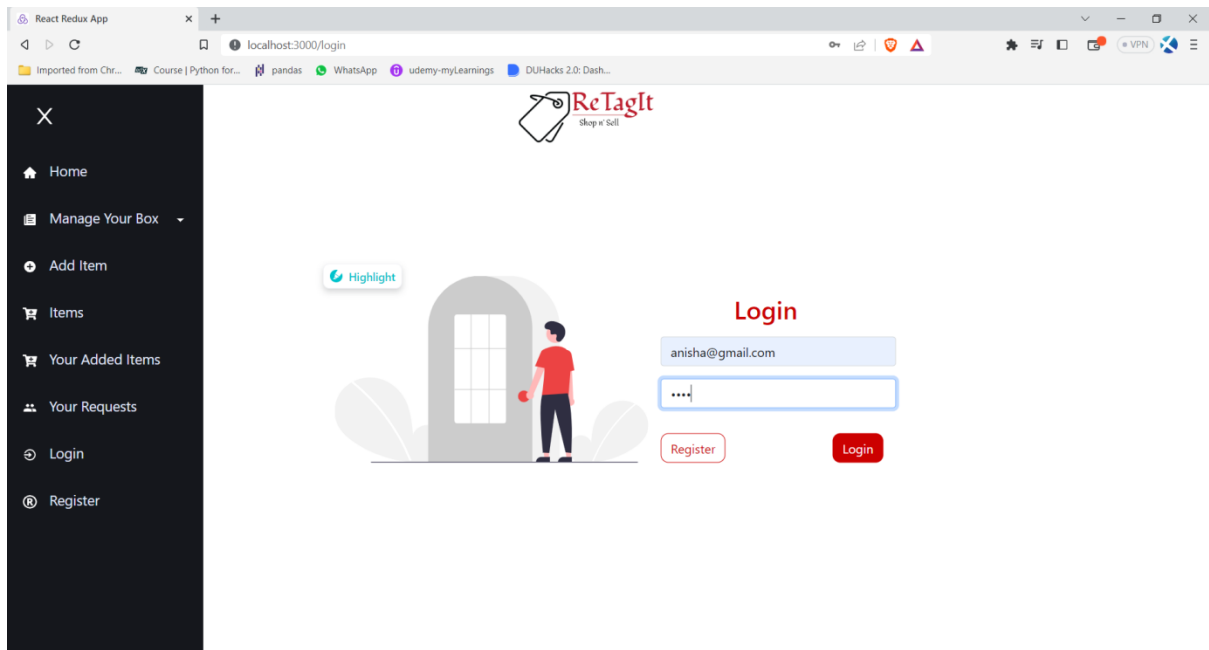 React Redux App
localhost:3000/login
VPN
Imported from Chr... Course | Python for... pandas WhatsApp udemy-myLearnings DUHacks 2.0: Dash...
X
Home
Manage Your Box
Add Item
Items
Your Added Items
Your Requests
Login
® Register
ReTagIt
Shop n' Sell
Highlight
Login
anisha@gmail.com
••••
Register Login